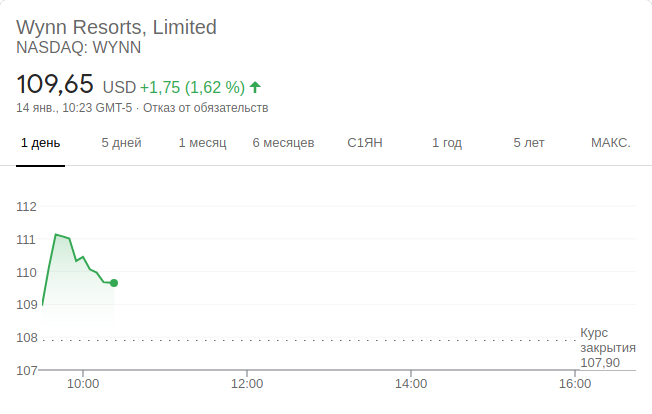 Wynn Resorts, Limited
NASDAQ: WYNN
109,65 USD +1,75 (1,62 %)
14 янв., 10:23 GMT-5 · Отказ от обязательств
1 день 5 дней 1 месяц 6 месяцев С1ЯН 1 год 5 лет МАКС.
112
111
110
109
108
107
Курс
закрытия
107,90
10:00 12:00 14:00 16:00